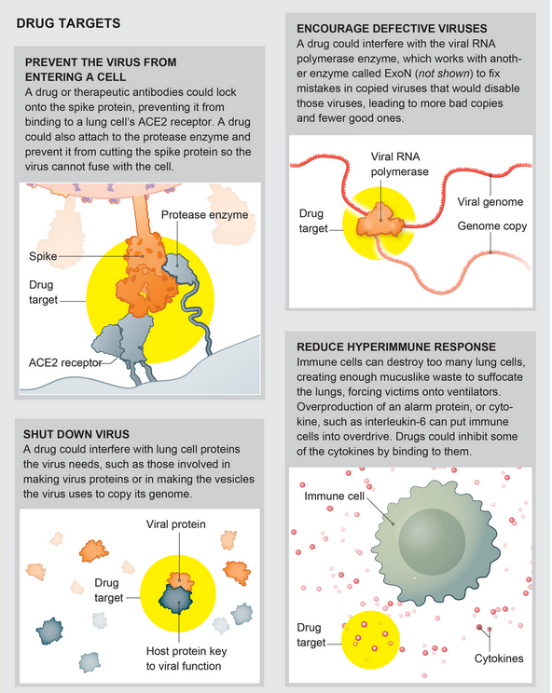 DRUG TARGETS
PREVENT THE VIRUS FROM
ENTERING A CELL
A drug or therapeutic antibodies could lock
onto the spike protein, preventing it from
binding to a lung cell's ACE2 receptor. A drug
could also attach to the protease enzyme and
prevent it from cutting the spike protein so the
virus cannot fuse with the cell.
Protease enzyme
Spike
Drug
target
ACE2 receptor
SHUT DOWN VIRUS
A drug could interfere with lung cell proteins
the virus needs, such as those involved in
making virus proteins or in making the vesicles
the virus uses to copy its genome.
Viral protein
Drug
target
Host protein key
to viral function
ENCOURAGE DEFECTIVE VIRUSES
A drug could interfere with the viral RNA
polymerase enzyme, which works with anoth-
er enzyme called ExoN (not shown) to fix
mistakes in copied viruses that would disable
those viruses, leading to more bad copies
and fewer good ones.
Viral RNA
polymerase
Drug
target
Viral genome
Genome copy
REDUCE HYPERIMMUNE RESPONSE
Immune cells can destroy too many lung cells,
creating enough mucuslike waste to suffocate
the lungs, forcing victims onto ventilators.
Overproduction of an alarm protein, or cyto-
kine, such as interleukin-6 can put immune
cells into overdrive. Drugs could inhibit some
of the cytokines by binding to them.
Immune cell
Drug
target
Cytokines